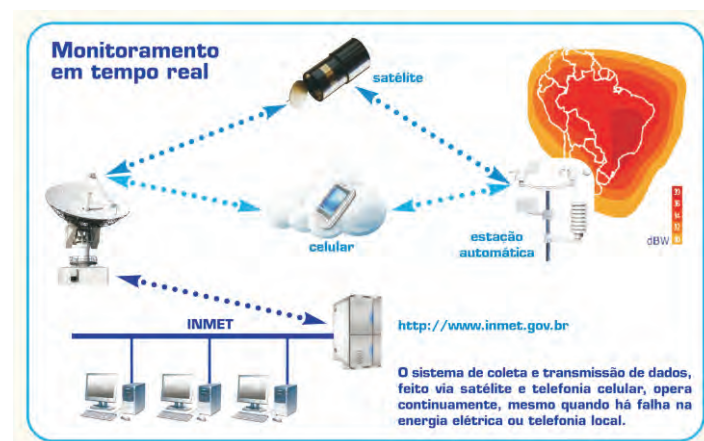 Monitoramento
em tempo real
satélite
celular
estação
automática
dBW
INMET
http://www.inmet.gov.br
O sistema de coleta e transmissão de dados,
feito via satélite e telefonia celular, opera
continuamente, mesmo quando há falha na
energia elétrica ou telefonia local.